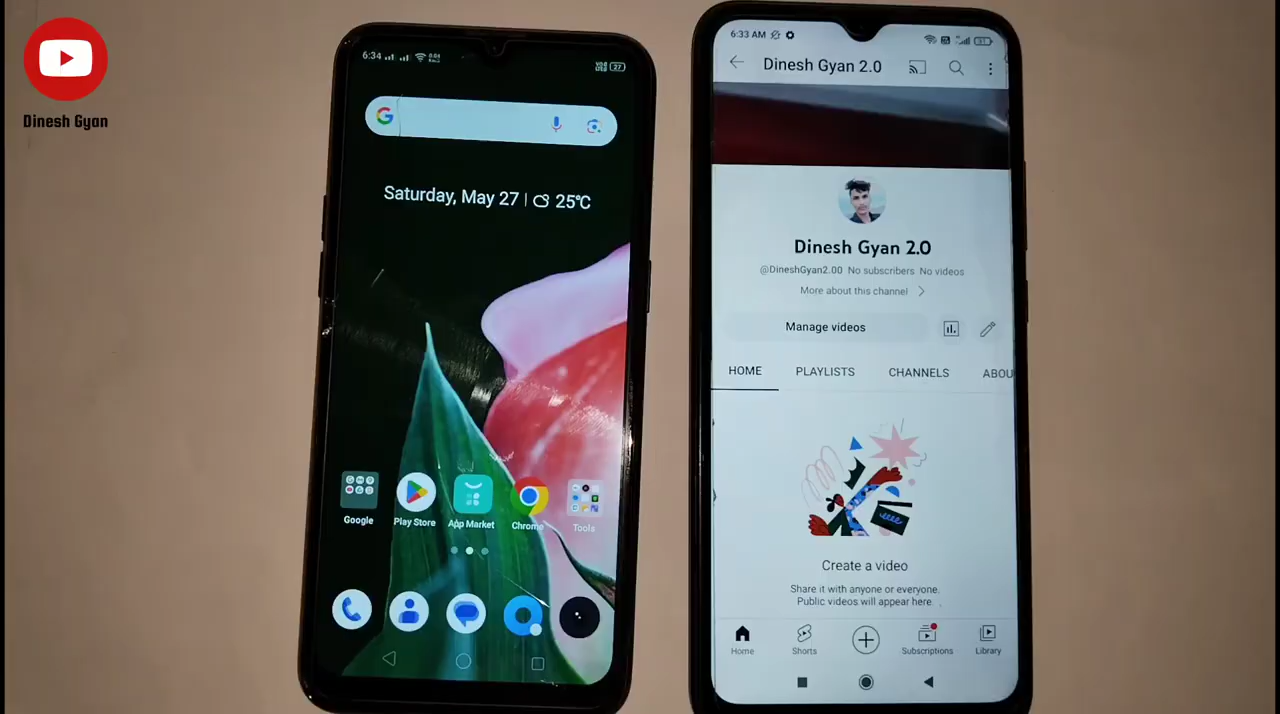 Dinesh Gyan
6:34
27
Saturday, May 27 | 25°C
Google
Play Store
App Market
Chrome
Tools
6:33 AM
Dinesh Gyan 2.0
Dinesh Gyan 2.0
@DineshGyan2.00 No subscribers No videos
More about this channel
Manage videos
HOME PLAYLISTS CHANNELS ABOU
Create a video
Share it with anyone or everyone.
Public videos will appear here.
Home
Shorts
Subscriptions
Library